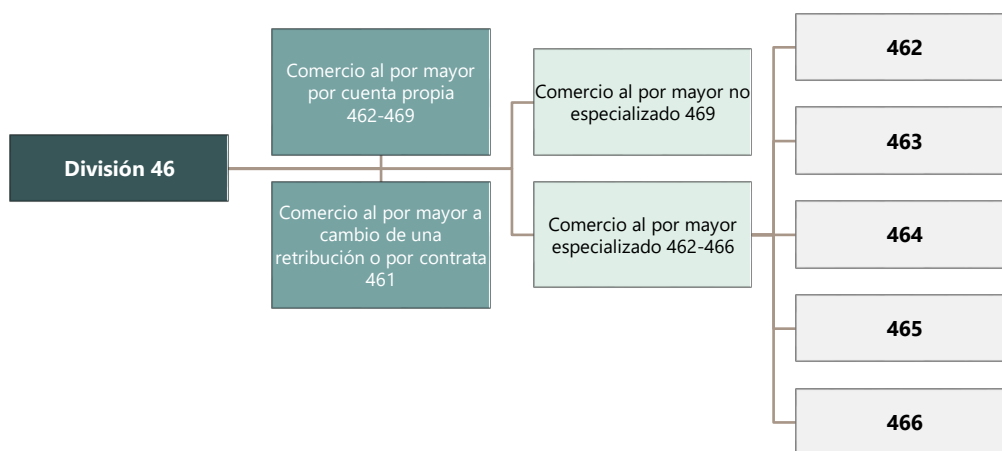 División 46
Comercio al por mayor
por cuenta propia
462-469
Comercio al por mayor a
cambio de una
retribución o por contrata
461
Comercio al por mayor no
especializado 469
Comercio al por mayor
especializado 462-466
462
463
464
465
466